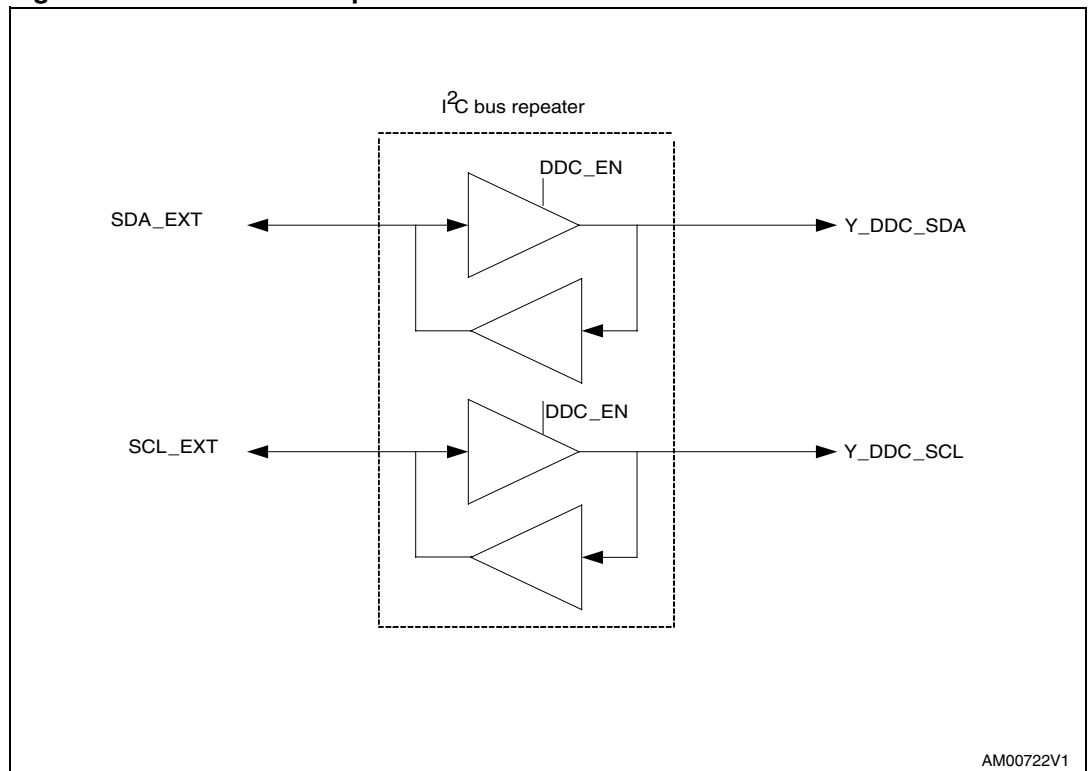 I2C bus repeater
DDC_EN
SDA_EXT
Y_DDC_SDA
DDC_EN
SCL_EXT
Y_DDC_SCL
AM00722V1